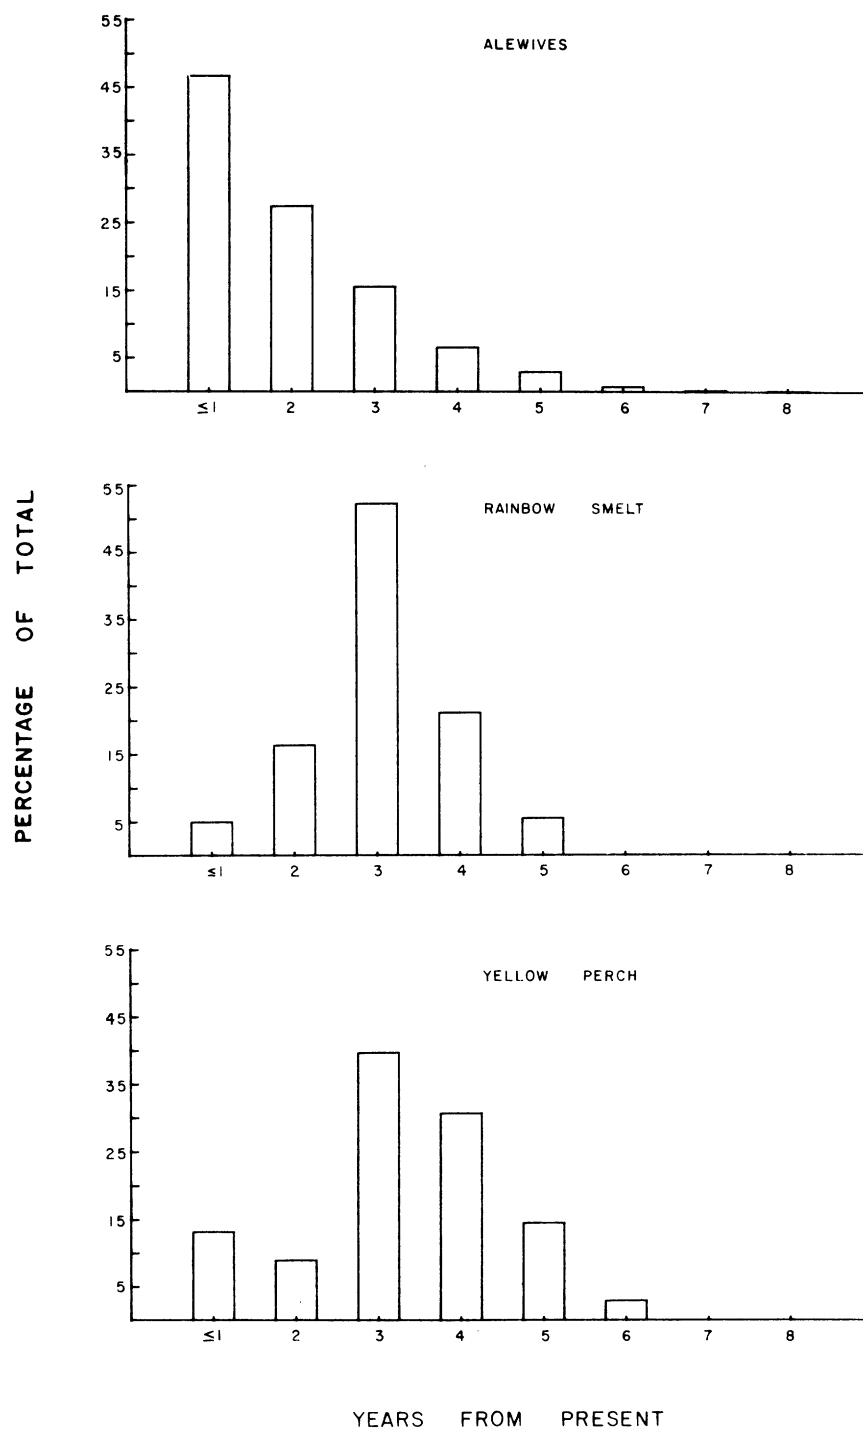 PERCENTAGE OF TOTAL
ALEWIVES
55
45
35
25
15
5
≤1 2 3 4 5 6 7 8
RAINBOW SMELT
55
45
35
25
15
5
≤1 2 3 4 5 6 7 8
YELLOW PERCH
55
45
35
25
15
5
≤1 2 3 4 5 6 7 8
YEARS FROM PRESENT